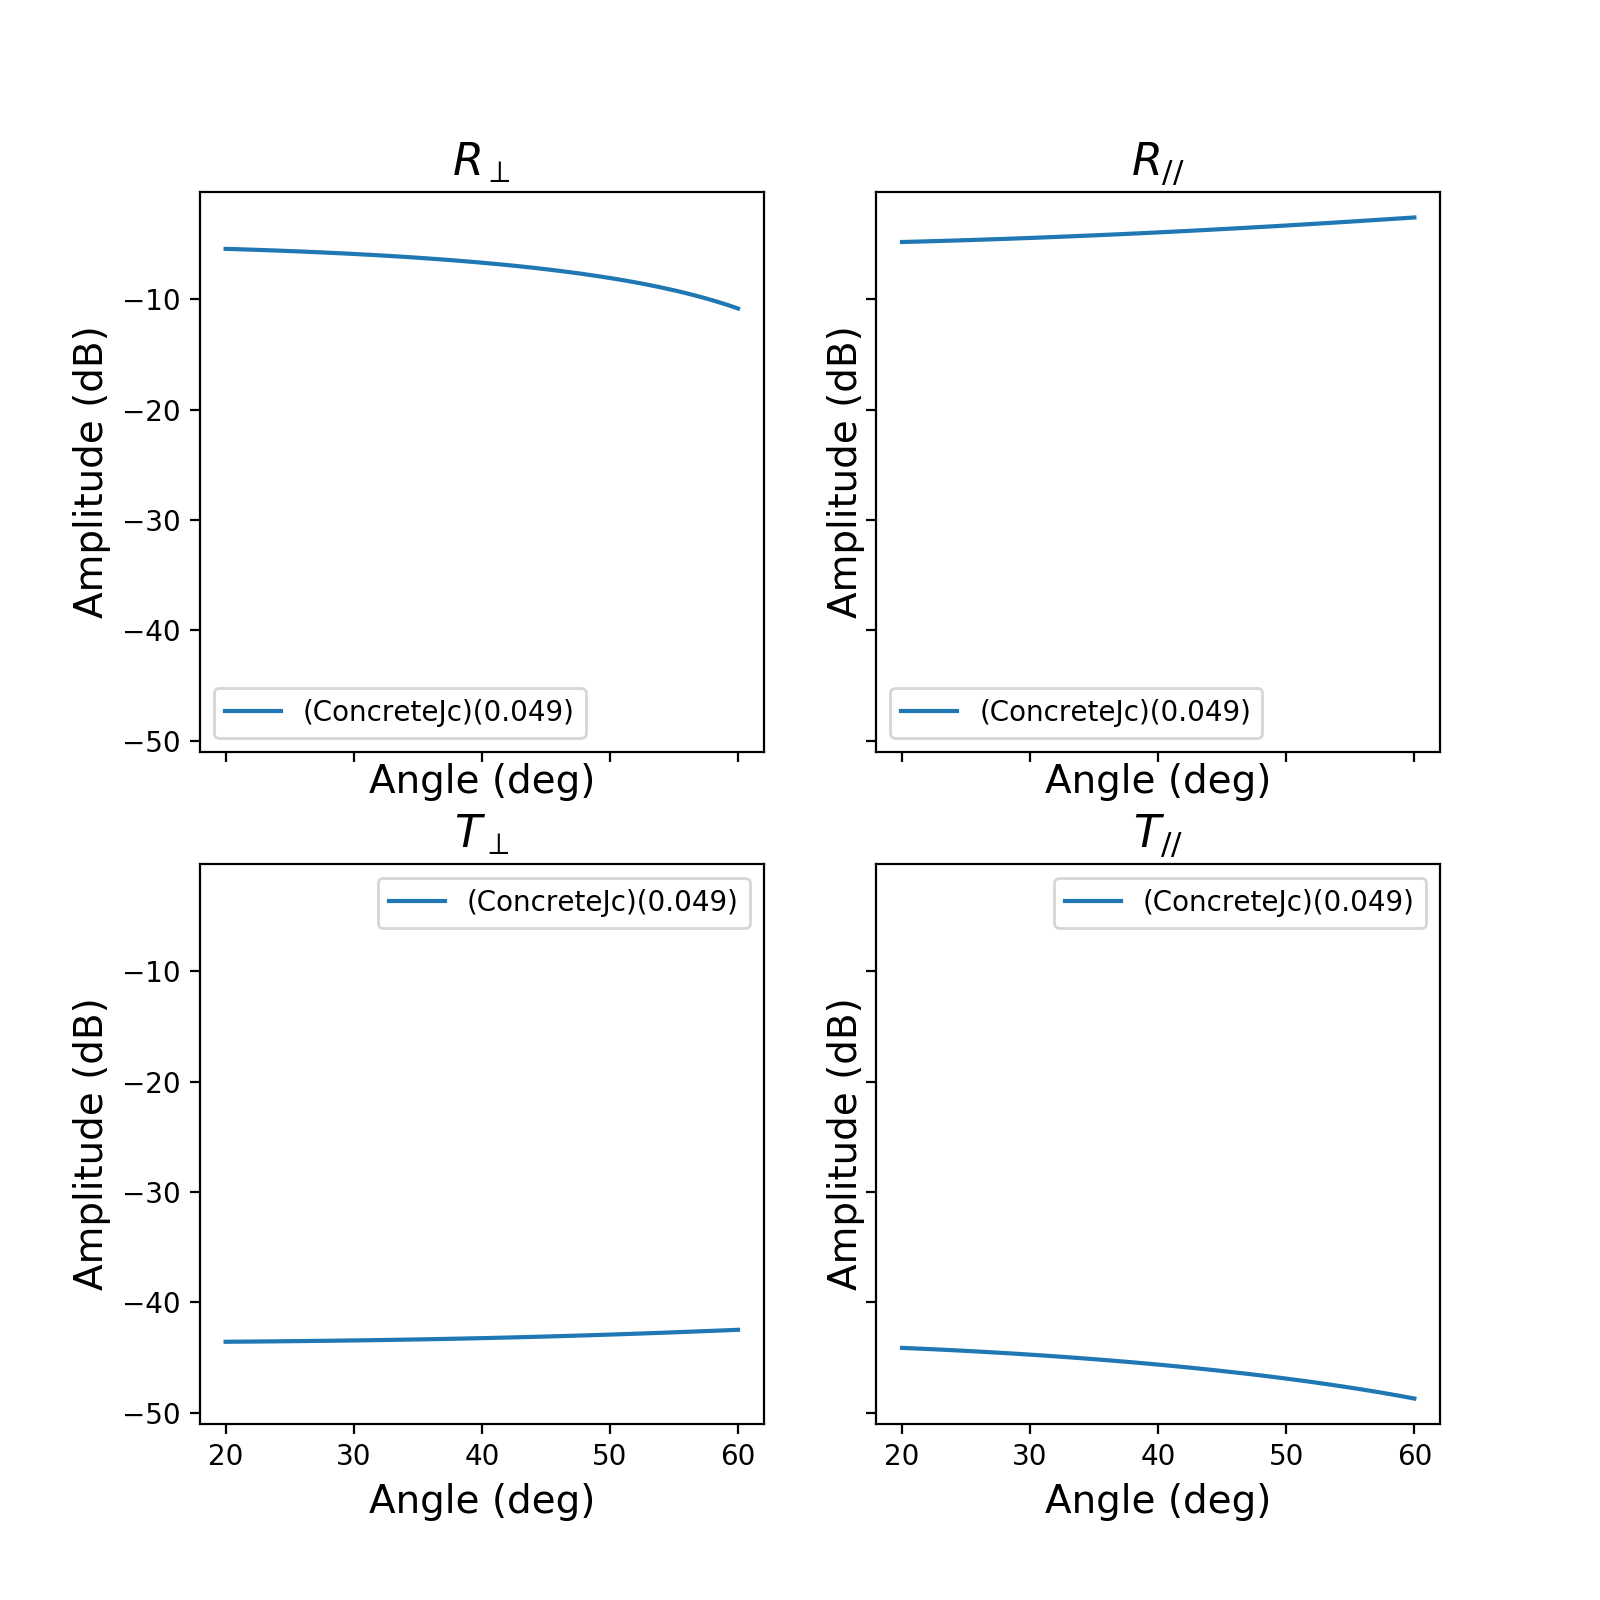 R⊥
Amplitude (dB)
−10
−20
−30
−40
−50
(ConcreteJc)(0.049)
Angle (deg)
R//
Amplitude (dB)
(ConcreteJc)(0.049)
Angle (deg)
T⊥
Amplitude (dB)
(ConcreteJc)(0.049)
−10
−20
−30
−40
−50
20 30 40 50 60
Angle (deg)
T//
Amplitude (dB)
(ConcreteJc)(0.049)
20 30 40 50 60
Angle (deg)